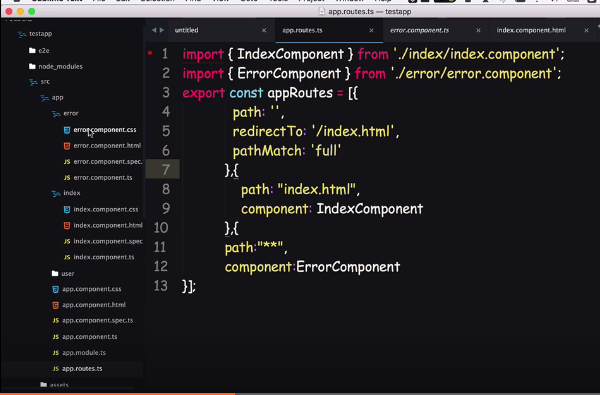 app.routes.ts — testapp
untitled
app.routes.ts
error.component.ts
index.component.html
testapp
e2e
node_modules
src
app
error
error.component.css
error.component.html
error.component.spec.
error.component.ts
index
index.component.css
index.component.html
index.component.spec
index.component.ts
user
app.component.css
app.component.html
app.component.spec.ts
app.component.ts
app.module.ts
app.routes.ts
assets
1 import { IndexComponent } from './index/index.component';
2 import { ErrorComponent } from './error/error.component';
3 export const appRoutes = [{
4 path: '',
5 redirectTo: '/index.html',
6 pathMatch: 'full'
7 },{
8 path: "index.html",
9 component: IndexComponent
10 },{
11 path:"**",
12 component:ErrorComponent
13 }];